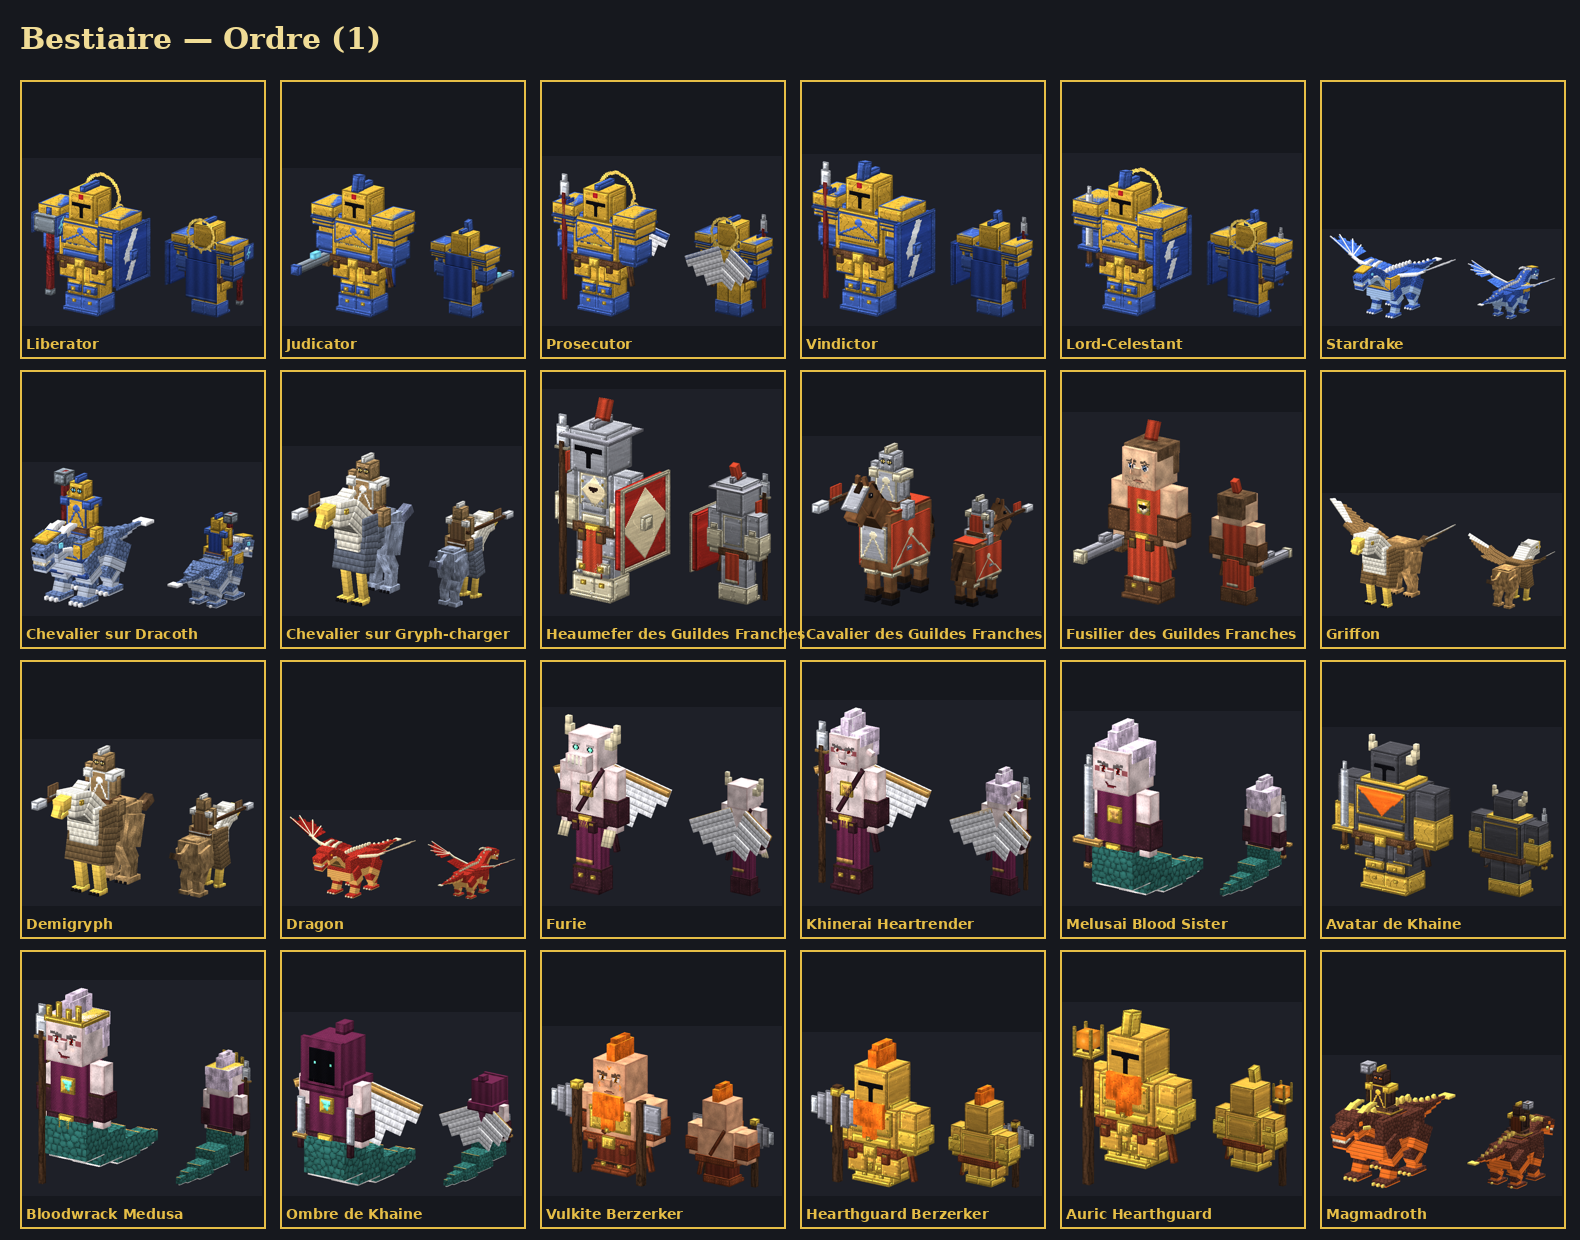 Bestiaire — Ordre (1)
Liberator
Judicator
Prosecutor
Vindictor
Lord-Celestant
Stardrake
Chevalier sur Dracoth
Chevalier sur Gryph-charger
Heaumefer des Guildes Franches
Cavalier des Guildes Franches
Fusilier des Guildes Franches
Griffon
Demigryph
Dragon
Furie
Khinerai Heartrender
Melusai Blood Sister
Avatar de Khaine
Bloodwrack Medusa
Ombre de Khaine
Vulkite Berzerker
Hearthguard Berzerker
Auric Hearthguard
Magmadroth